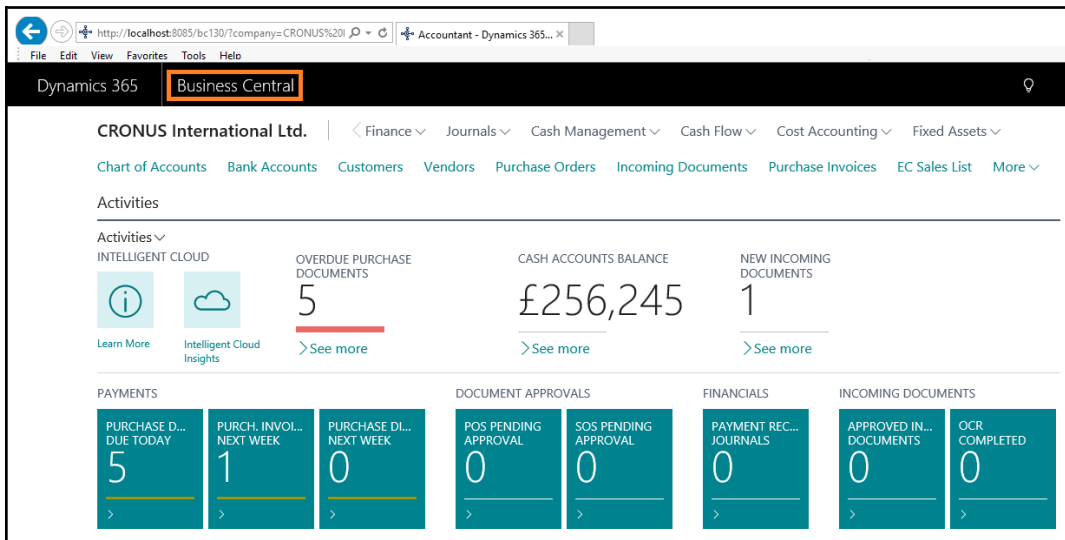 http://localhost:8085/bc130/?company=CRONUS%20I
Accountant - Dynamics 365...
File Edit View Favorites Tools Help
Dynamics 365 Business Central
CRONUS International Ltd. Finance Journals Cash Management Cash Flow Cost Accounting Fixed Assets
Chart of Accounts Bank Accounts Customers Vendors Purchase Orders Incoming Documents Purchase Invoices EC Sales List More
Activities
Activities
INTELLIGENT CLOUD
Learn More
Intelligent Cloud
Insights
OVERDUE PURCHASE
DOCUMENTS
5
See more
CASH ACCOUNTS BALANCE
£256,245
See more
NEW INCOMING
DOCUMENTS
1
See more
PAYMENTS
PURCHASE D...
DUE TODAY
5
PURCH. INVOI...
NEXT WEEK
1
PURCHASE DI...
NEXT WEEK
0
DOCUMENT APPROVALS
POS PENDING
APPROVAL
0
SOS PENDING
APPROVAL
0
FINANCIALS
PAYMENT REC...
JOURNALS
0
INCOMING DOCUMENTS
APPROVED IN...
DOCUMENTS
0
OCR
COMPLETED
0